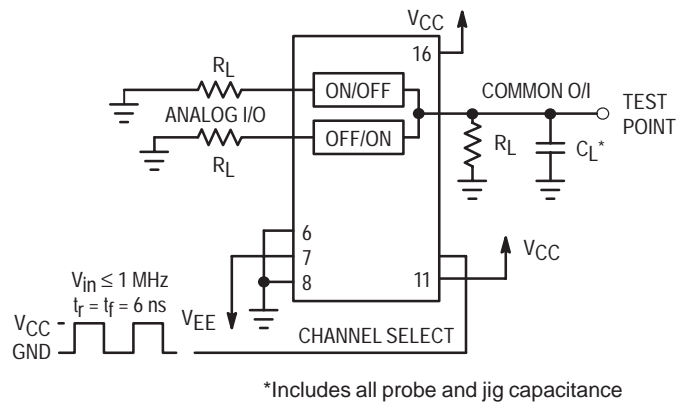 VCC
16
RL
ON/OFF
COMMON O/I
ANALOG I/O
OFF/ON
TEST
POINT
RL
RL
CL*
6
7
8
11
VCC
Vin ≤ 1 MHz
tr = tf = 6 ns
VEE
VCC
GND
CHANNEL SELECT
*Includes all probe and jig capacitance